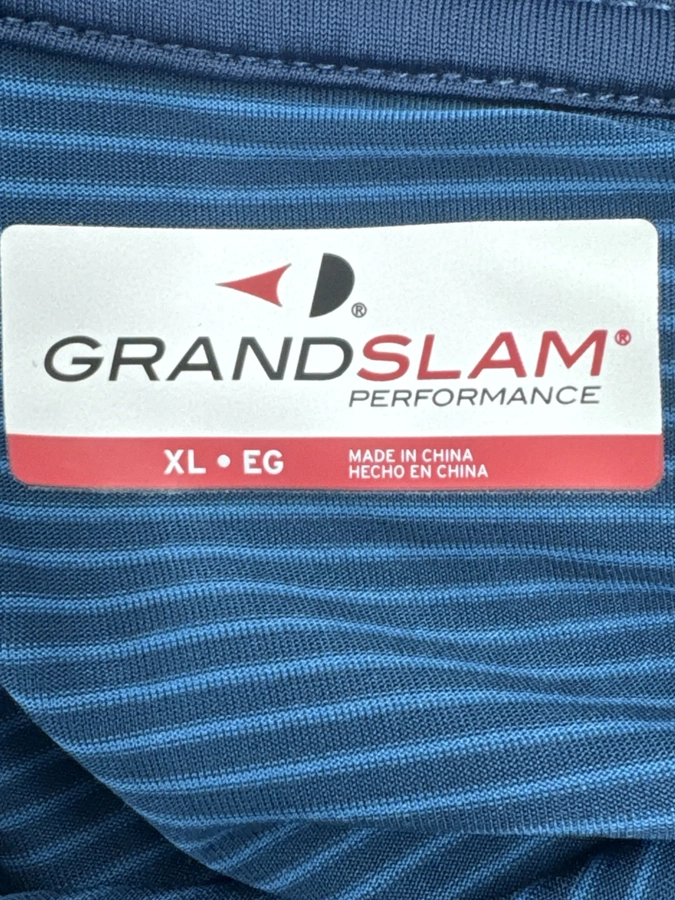 ®
GRANDSLAM®
PERFORMANCE
XL • EG
MADE IN CHINA
HECHO EN CHINA